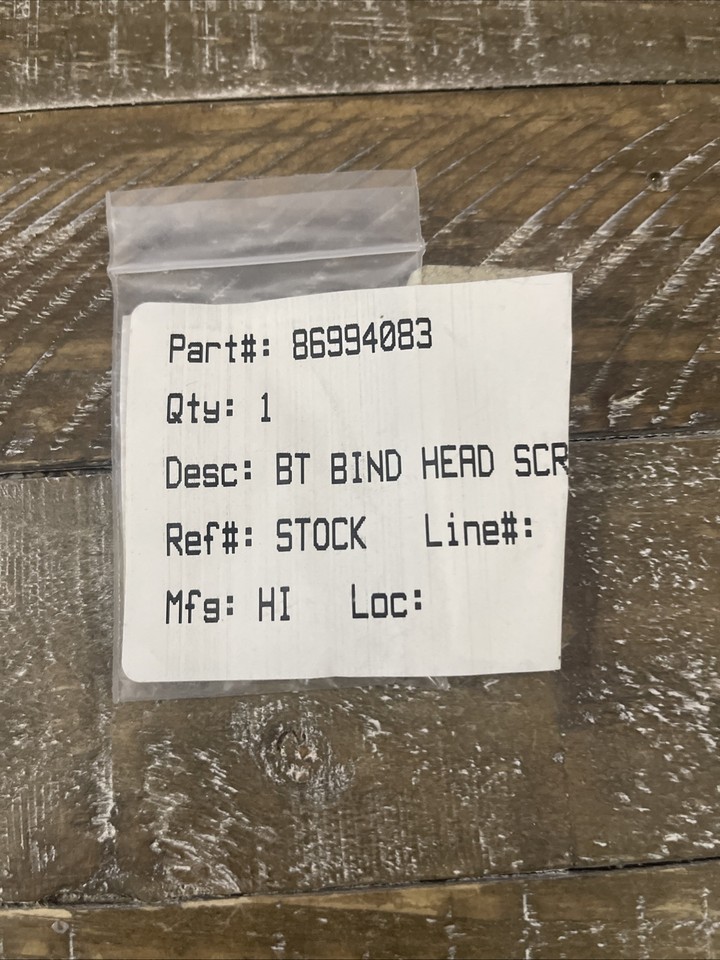 Part#: 86994083
Qty: 1
Desc: BT BIND HEAD SCR
Ref#: STOCK Line#:
Mfg: HI Loc: